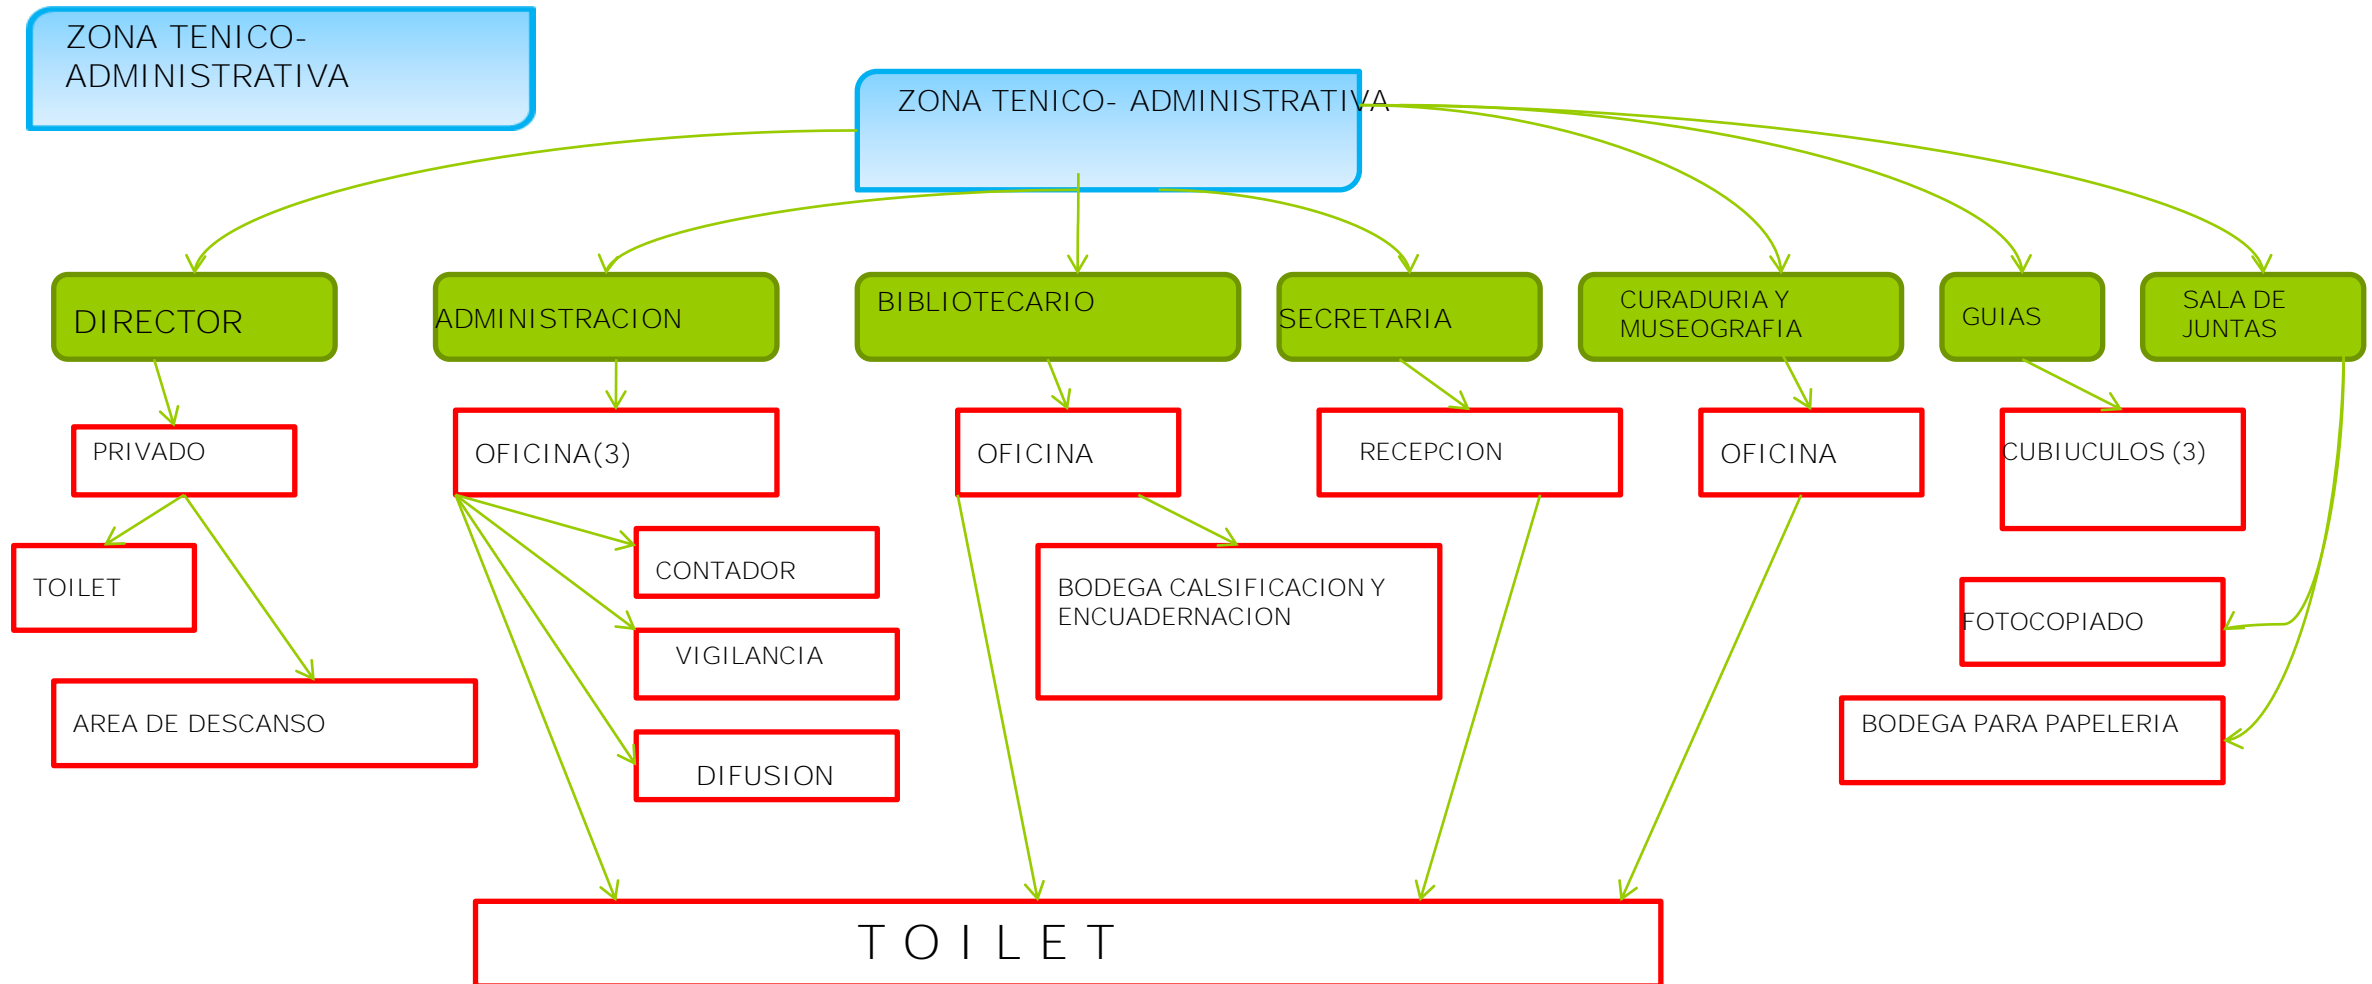 ZONA TENICO-
ADMINISTRATIVA
ZONA TENICO- ADMINISTRATIVA
DIRECTOR
ADMINISTRACION
BIBLIOTECARIO
SECRETARIA
CURADURIA Y
MUSEOGRAFIA
GUIAS
SALA DE
JUNTAS
PRIVADO
OFICINA(3)
OFICINA
RECEPCION
OFICINA
CUBIUCULOS (3)
TOILET
CONTADOR
BODEGA CALSIFICACION Y
ENCUADERNACION
FOTOCOPIADO
VIGILANCIA
AREA DE DESCANSO
BODEGA PARA PAPELERIA
DIFUSION
T O I L E T